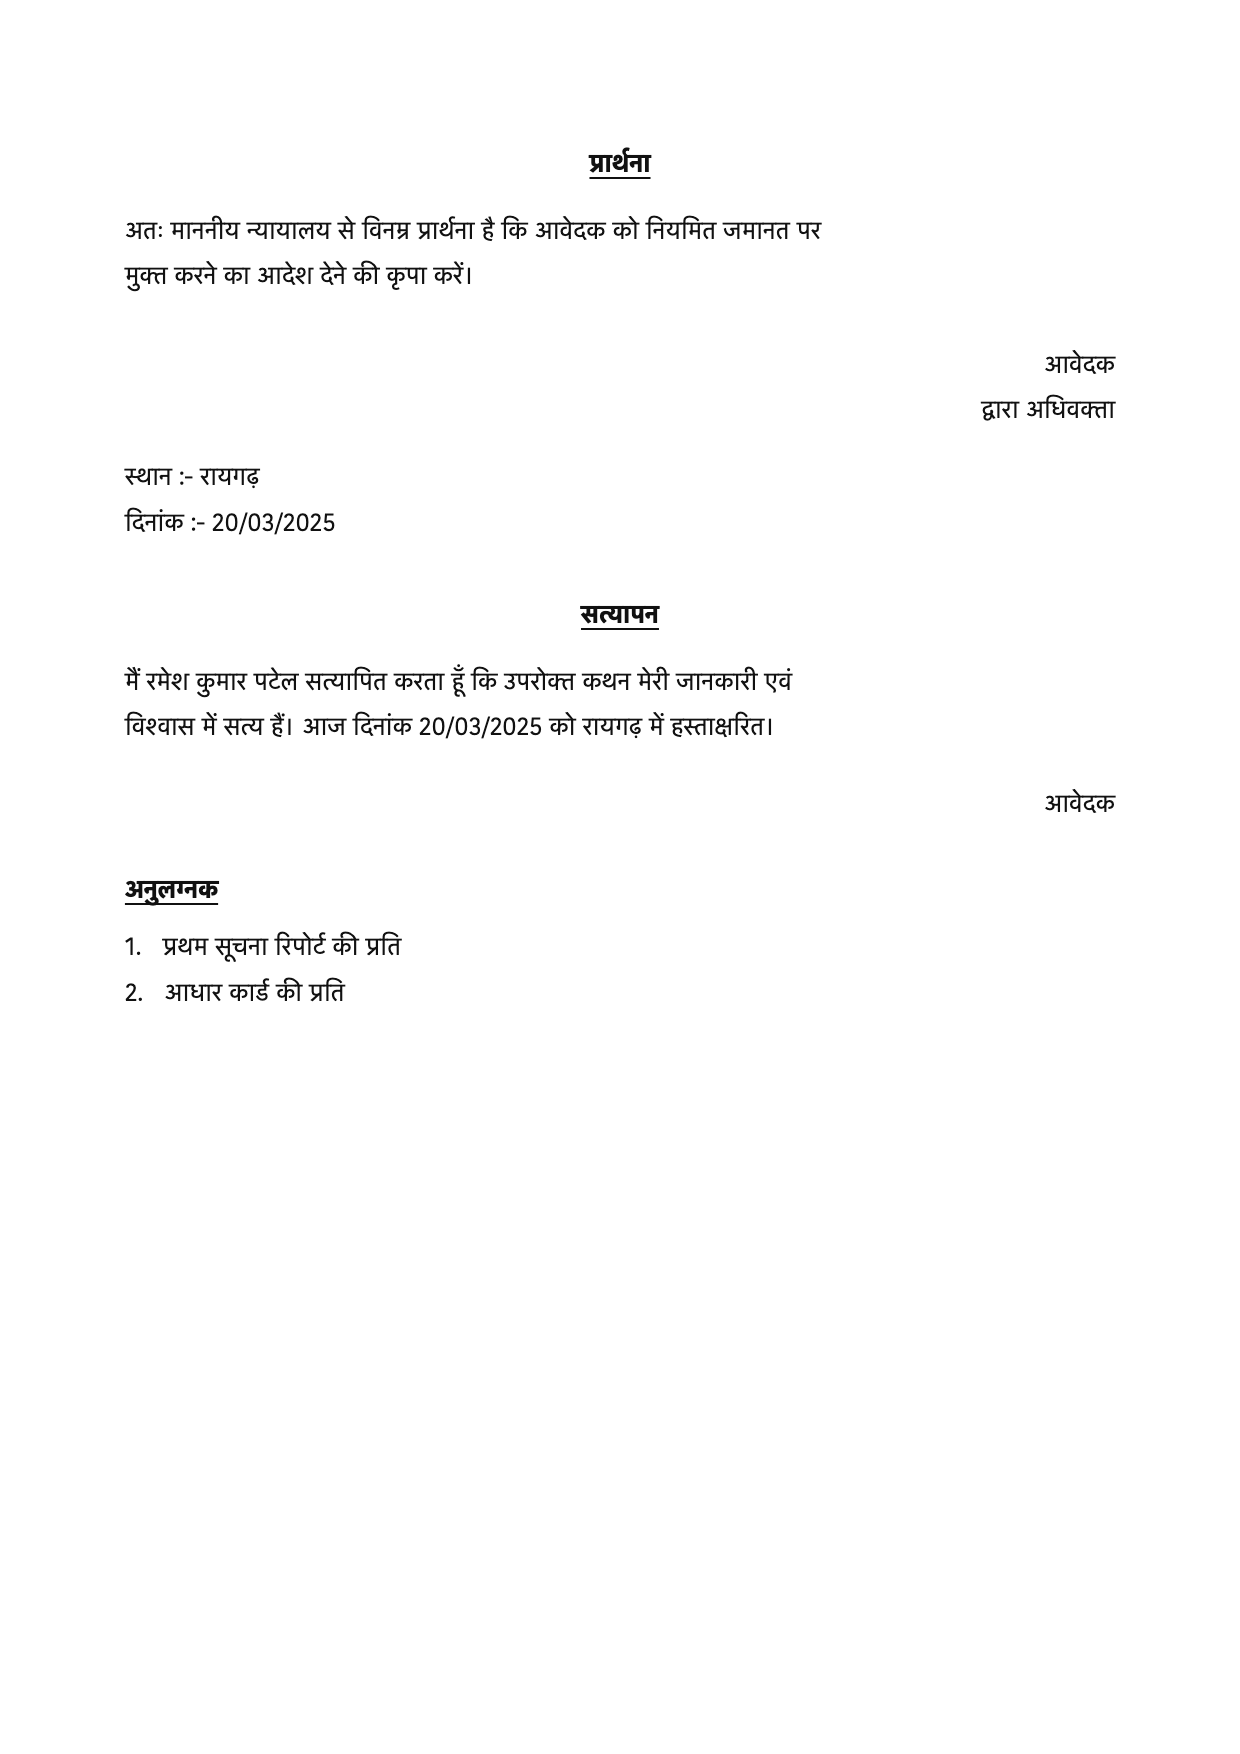 प्रार्थना
अतः माननीय न्यायालय से विनम्र प्रार्थना है कि आवेदक को नियमित जमानत पर
मुक्त करने का आदेश देने की कृपा करें।
आवेदक
द्वारा अधिवक्ता
स्थान :- रायगढ़
दिनांक :- 20/03/2025
सत्यापन
मैं रमेश कुमार पटेल सत्यापित करता हूँ कि उपरोक्त कथन मेरी जानकारी एवं
विश्वास में सत्य हैं। आज दिनांक 20/03/2025 को रायगढ़ में हस्ताक्षरित।
आवेदक
अनुलग्नक
1. प्रथम सूचना रिपोर्ट की प्रति
2. आधार कार्ड की प्रति